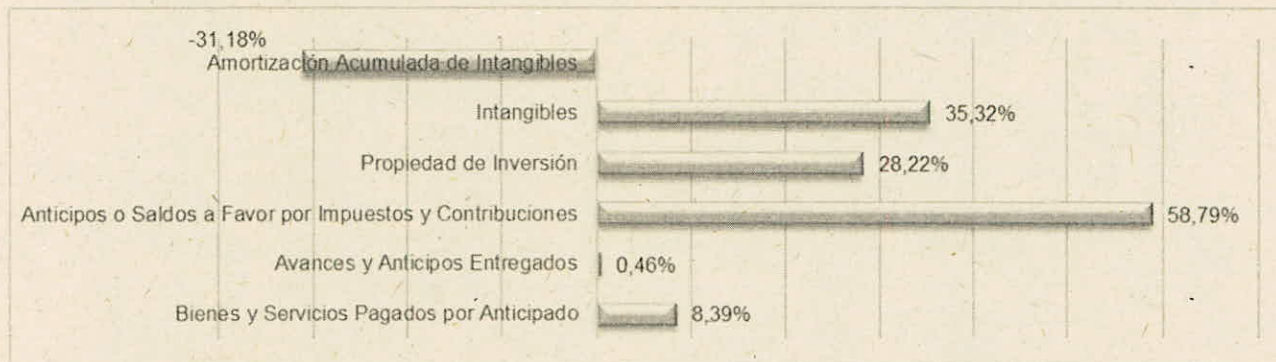 -31,18%
Amortización Acumulada de Intangibles
Intangibles 35,32%
Propiedad de Inversión 28,22%
Anticipos o Saldos a Favor por Impuestos y Contribuciones 58,79%
Avances y Anticipos Entregados 0,46%
Bienes y Servicios Pagados por Anticipado 8,39%